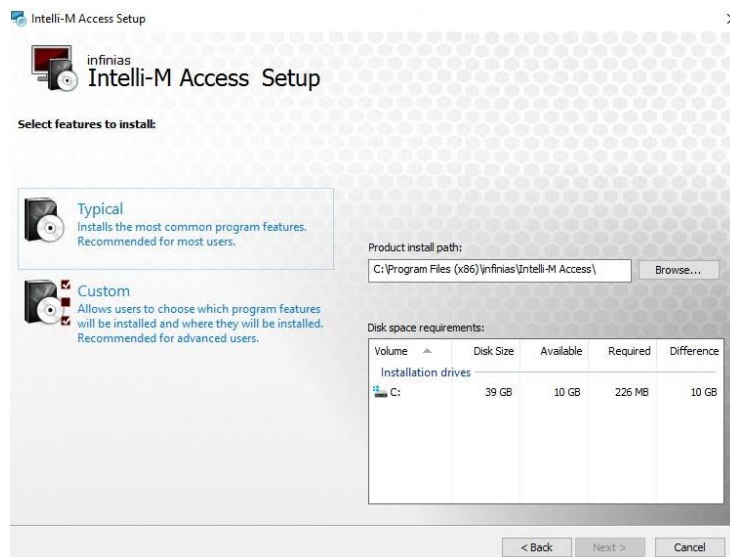 Intelli-M Access Setup
infinias
Intelli-M Access Setup
Select features to install:
Typical
Installs the most common program features.
Recommended for most users.
Custom
Allows users to choose which program features
will be installed and where they will be installed.
Recommended for advanced users.
Product install path:
C:\Program Files (x86)\infinias\Intelli-M Access\
Browse...
Disk space requirements:
Volume Disk Size Available Required Difference
Installation drives
C: 39 GB 10 GB 226 MB 10 GB
< Back Next > Cancel